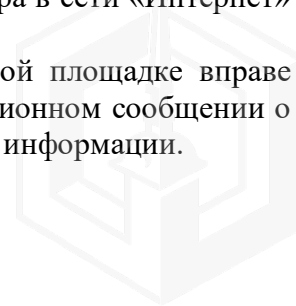 ра в сети «Интернет»
ой площадке вправе
ионном сообщении о
информации.